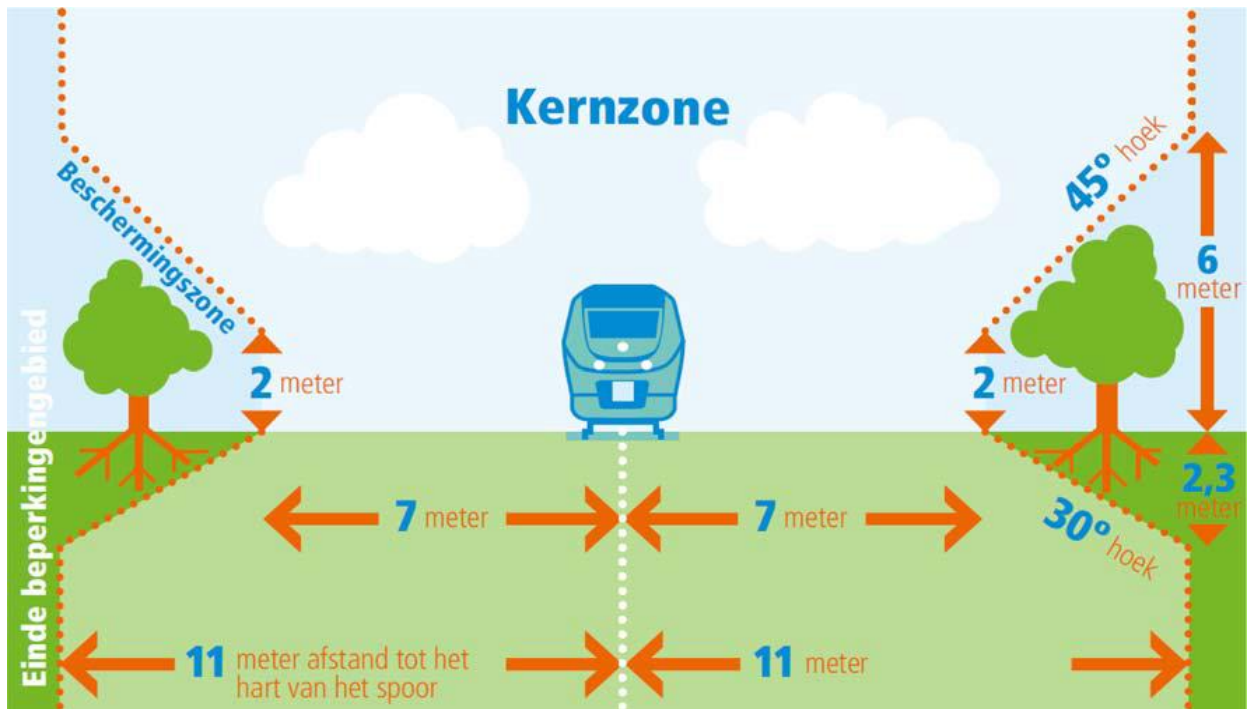 Kernzone
Beschermingszone
45° hoek
6
meter
2 meter
2 meter
Einde beperkingengebied
2,3
meter
7 meter
7 meter
30° hoek
11 meter afstand tot het
hart van het spoor
11 meter